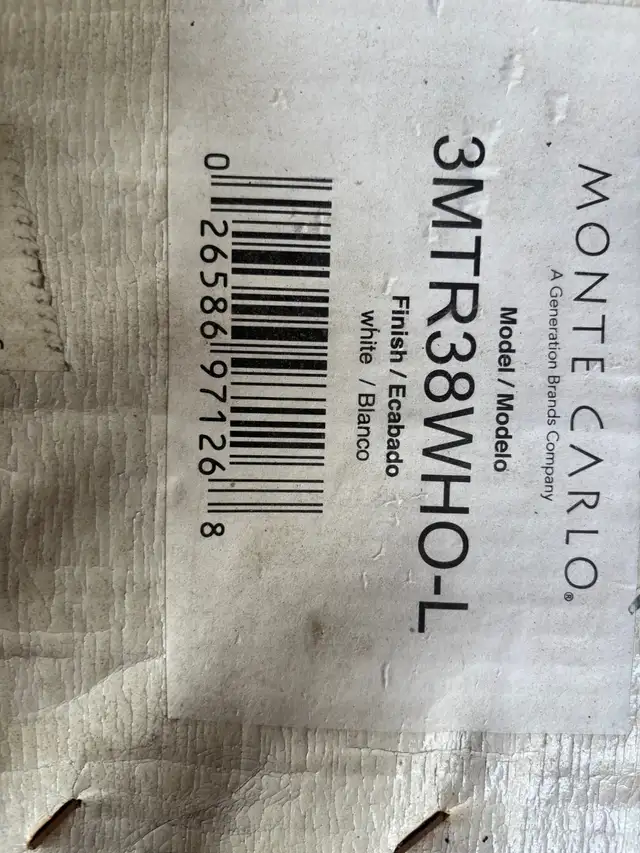 MONTE CARLO®
A Generation Brands Company
Model / Modelo
3MTR38WHO-L
Finish / Ecabado
white / Blanco
0 26586 97126 8